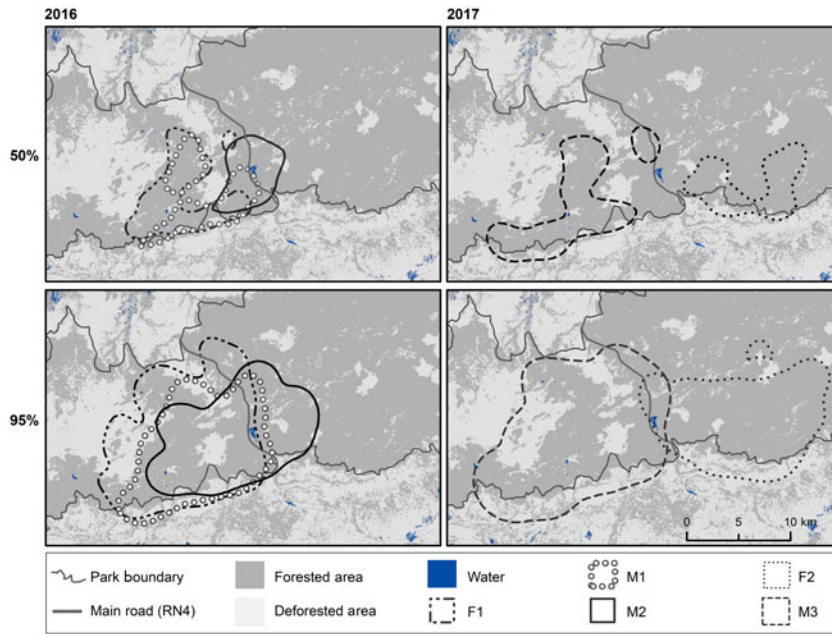 2016 2017
50%
95%
0 5 10 km
Park boundary Forested area Water M1 F2
Main road (RN4) Deforested area F1 M2 M3